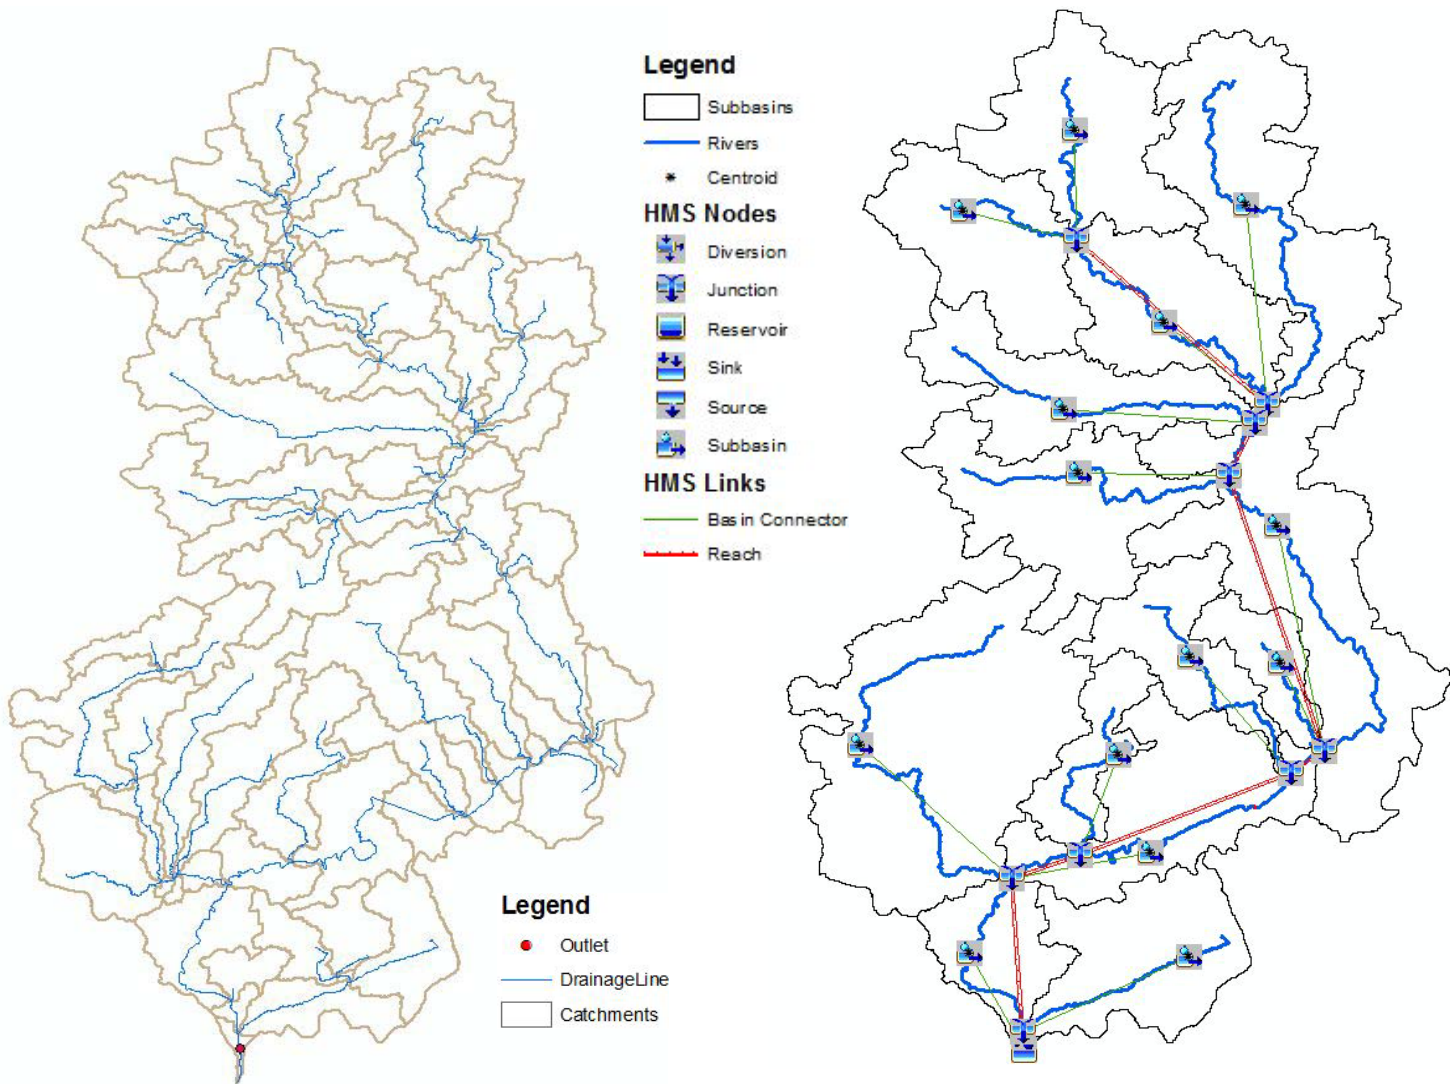 Legend
Subbasins
Rivers
Centroid
HMS Nodes
Diversion
Junction
Reservoir
Sink
Source
Subbasin
HMS Links
Basin Connector
Reach
Legend
Outlet
DrainageLine
Catchments